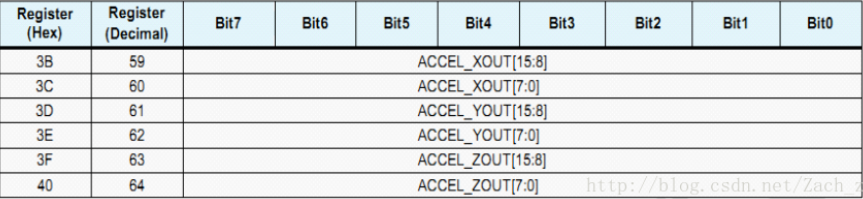 Register (Hex) Register (Decimal) Bit7 Bit6 Bit5 Bit4 Bit3 Bit2 Bit1 Bit0
3B 59 ACCEL_XOUT[15:8]
3C 60 ACCEL_XOUT[7:0]
3D 61 ACCEL_YOUT[15:8]
3E 62 ACCEL_YOUT[7:0]
3F 63 ACCEL_ZOUT[15:8]
40 64 ACCEL_ZOUT[7:0]
http://blog.csdn.net/Zach_z